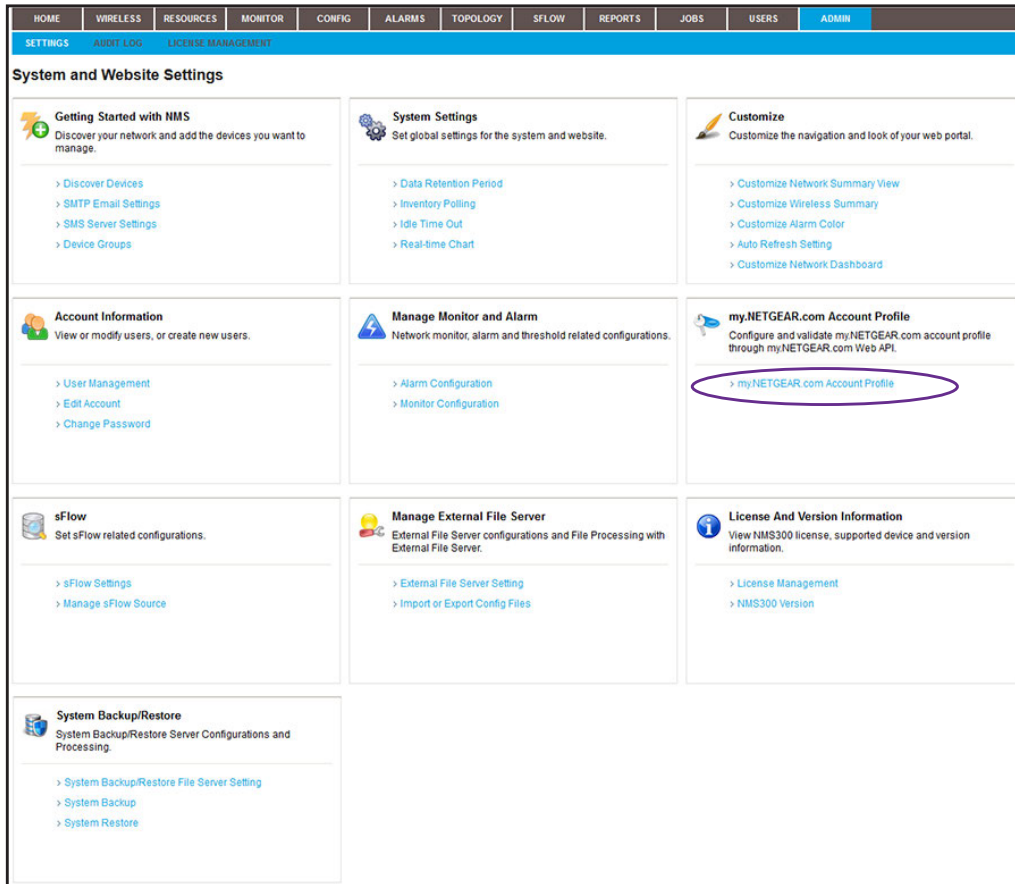 HOME WIRELESS RESOURCES MONITOR CONFIG ALARMS TOPOLOGY SFLOW REPORTS JOBS USERS ADMIN
SETTINGS AUDIT LOG LICENSE MANAGEMENT
System and Website Settings
Getting Started with NMS
Discover your network and add the devices you want to
manage.
> Discover Devices
> SMTP Email Settings
> SMS Server Settings
> Device Groups
System Settings
Set global settings for the system and website.
> Data Retention Period
> Inventory Polling
> Idle Time Out
> Real-time Chart
Customize
Customize the navigation and look of your web portal.
> Customize Network Summary View
> Customize Wireless Summary
> Customize Alarm Color
> Auto Refresh Setting
> Customize Network Dashboard
Account Information
View or modify users, or create new users.
> User Management
> Edit Account
> Change Password
Manage Monitor and Alarm
Network monitor, alarm and threshold related configurations.
> Alarm Configuration
> Monitor Configuration
my.NETGEAR.com Account Profile
Configure and validate my.NETGEAR.com account profile
through my.NETGEAR.com Web API.
> my.NETGEAR.com Account Profile
sFlow
Set sFlow related configurations.
> sFlow Settings
> Manage sFlow Source
Manage External File Server
External File Server configurations and File Processing with
External File Server.
> External File Server Setting
> Import or Export Config Files
License And Version Information
View NMS300 license, supported device and version
information.
> License Management
> NMS300 Version
System Backup/Restore
System Backup/Restore Server Configurations and
Processing.
> System Backup/Restore File Server Setting
> System Backup
> System Restore